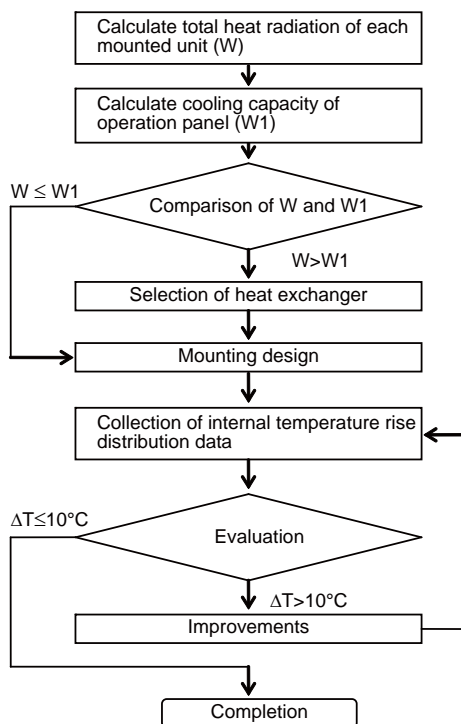 Calculate total heat radiation of each
mounted unit (W)
Calculate cooling capacity of
operation panel (W1)
W ≤ W1
Comparison of W and W1
W>W1
Selection of heat exchanger
Mounting design
Collection of internal temperature rise
distribution data
ΔT≤10°C
Evaluation
ΔT>10°C
Improvements
Completion